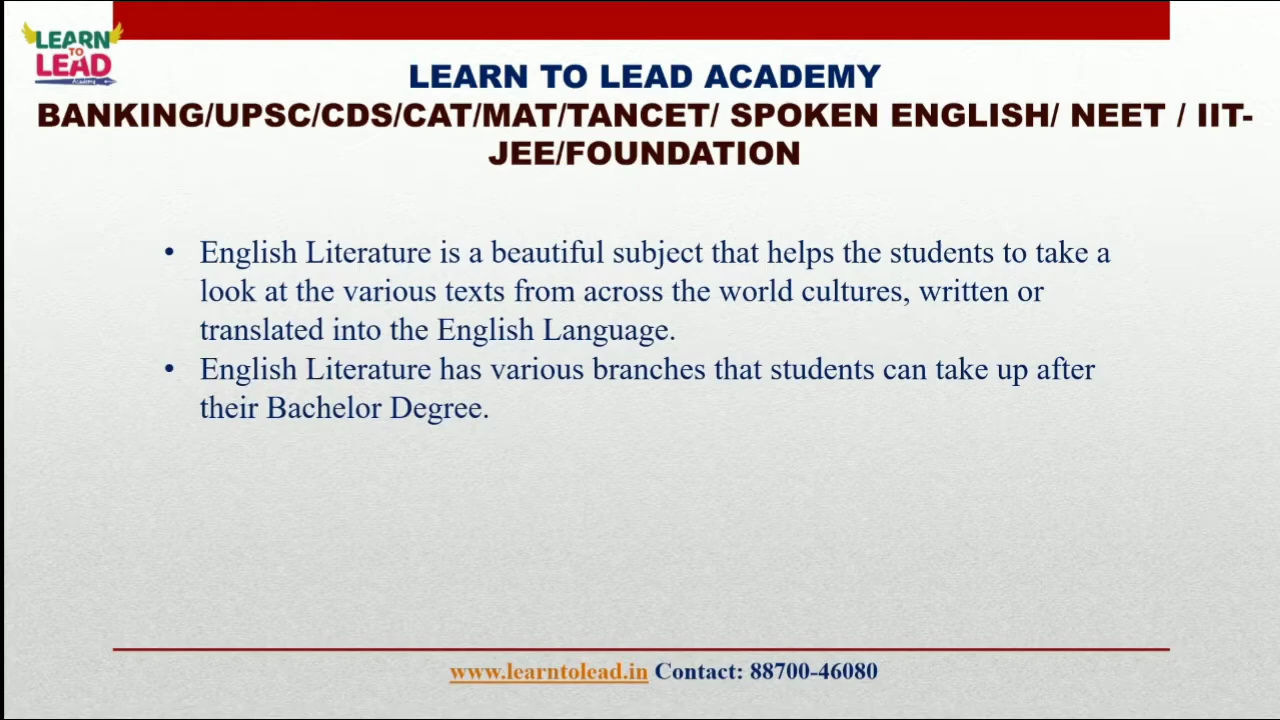 LEARN
TO
LEAD
Academy
LEARN TO LEAD ACADEMY
BANKING/UPSC/CDS/CAT/MAT/TANCET/ SPOKEN ENGLISH/ NEET / IIT-
JEE/FOUNDATION
• English Literature is a beautiful subject that helps the students to take a
look at the various texts from across the world cultures, written or
translated into the English Language.
• English Literature has various branches that students can take up after
their Bachelor Degree.
www.learntolead.in Contact: 88700-46080